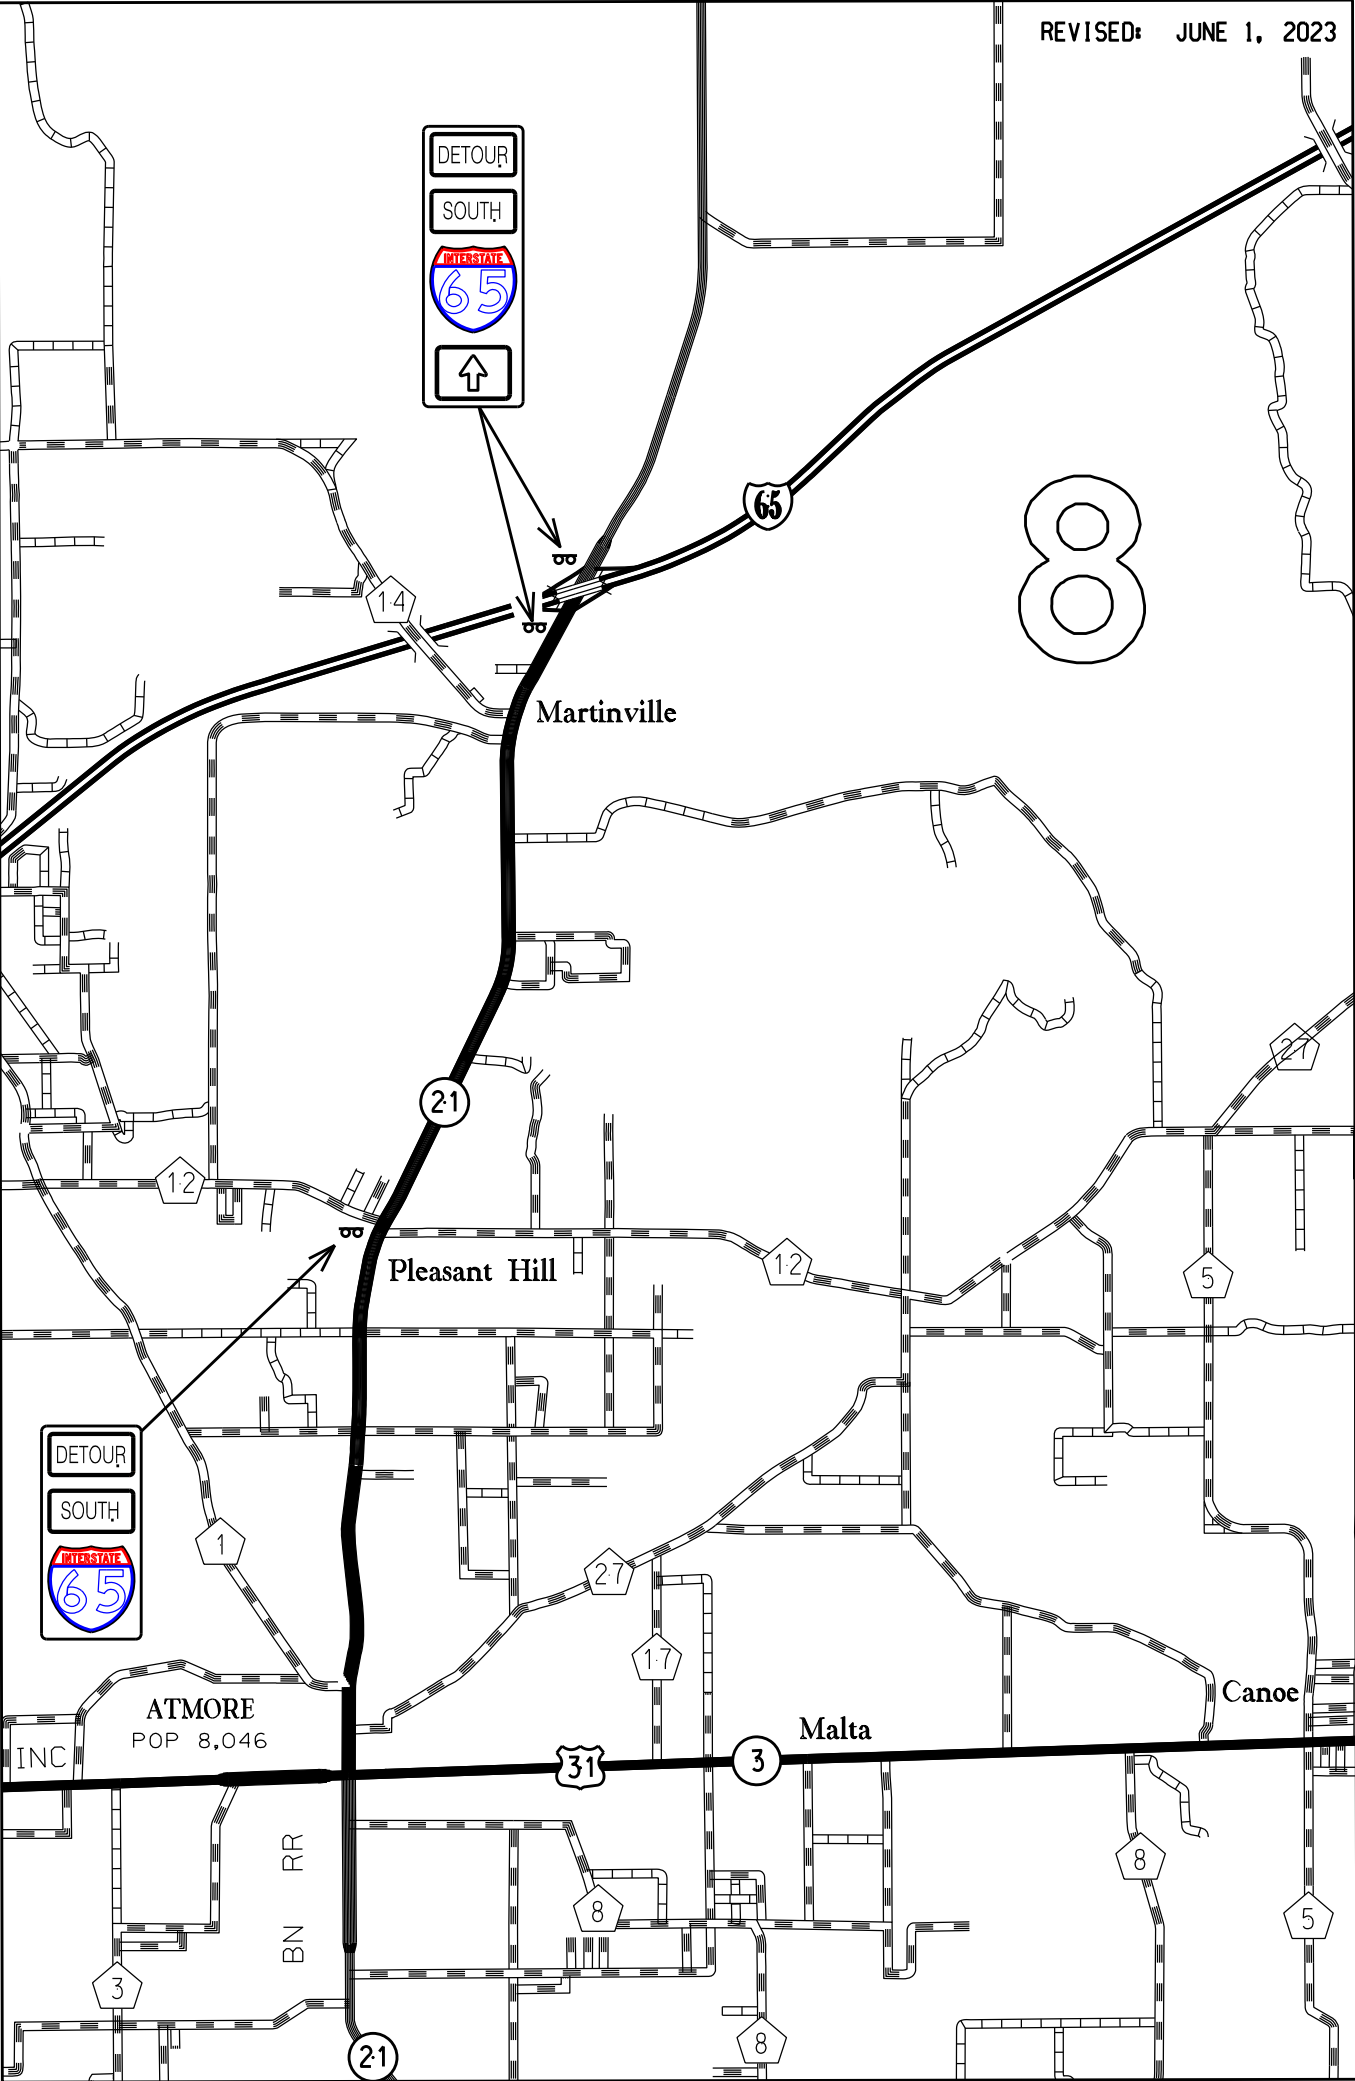 REVISED: JUNE 1, 2023
DETOUR
SOUTH
INTERSTATE
65
65
8
14
Martinville
27
21
12
12
Pleasant Hill
5
DETOUR
SOUTH
INTERSTATE
65
1
27
17
Canoe
ATMORE
POP 8,046
Malta
INC
31
3
RR
8
8
5
BN
3
8
21